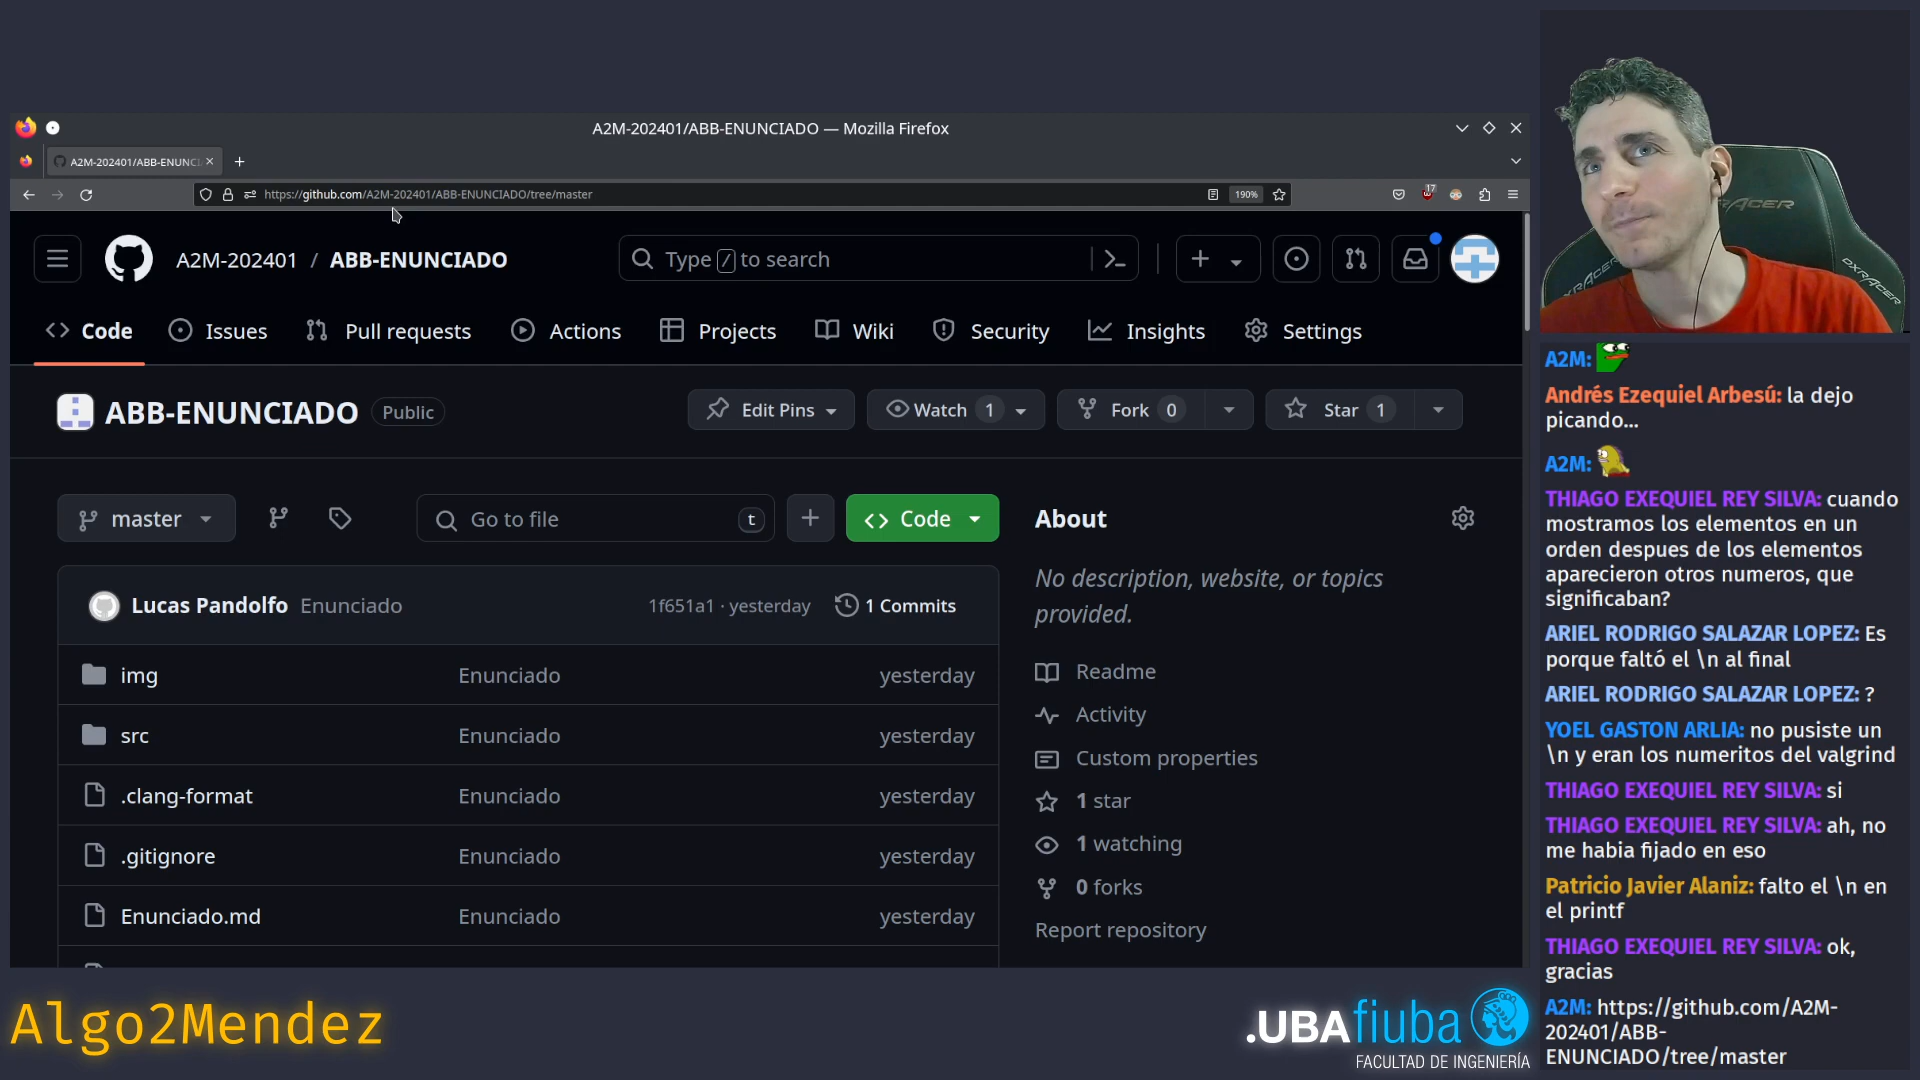 A2M-202401/ABB-ENUNCIADO — Mozilla Firefox
A2M-202401/ABB-ENUNCI
https://github.com/A2M-202401/ABB-ENUNCIADO/tree/master
190%
17
A2M-202401 / ABB-ENUNCIADO
Type / to search
Code
Issues
Pull requests
Actions
Projects
Wiki
Security
Insights
Settings
ABB-ENUNCIADO
Public
Edit Pins
Watch 1
Fork 0
Star 1
master
Go to file
t
Code
Lucas Pandolfo Enunciado
1f651a1 · yesterday
1 Commits
img Enunciado yesterday
src Enunciado yesterday
.clang-format Enunciado yesterday
.gitignore Enunciado yesterday
Enunciado.md Enunciado yesterday
About
No description, website, or topics
provided.
Readme
Activity
Custom properties
1 star
1 watching
0 forks
Report repository
DXRACER
A2M:
Andrés Ezequiel Arbesú: la dejo
picando...
A2M:
THIAGO EXEQUIEL REY SILVA: cuando
mostramos los elementos en un
orden despues de los elementos
aparecieron otros numeros, que
significaban?
ARIEL RODRIGO SALAZAR LOPEZ: Es
porque faltó el \n al final
ARIEL RODRIGO SALAZAR LOPEZ: ?
YOEL GASTON ARLIA: no pusiste un
\n y eran los numeritos del valgrind
THIAGO EXEQUIEL REY SILVA: si
THIAGO EXEQUIEL REY SILVA: ah, no
me habia fijado en eso
Patricio Javier Alaniz: falto el \n en
el printf
THIAGO EXEQUIEL REY SILVA: ok,
gracias
A2M: https://github.com/A2M-
202401/ABB-
ENUNCIADO/tree/master
Algo2Mendez
.UBAfiuba
FACULTAD DE INGENIERÍA